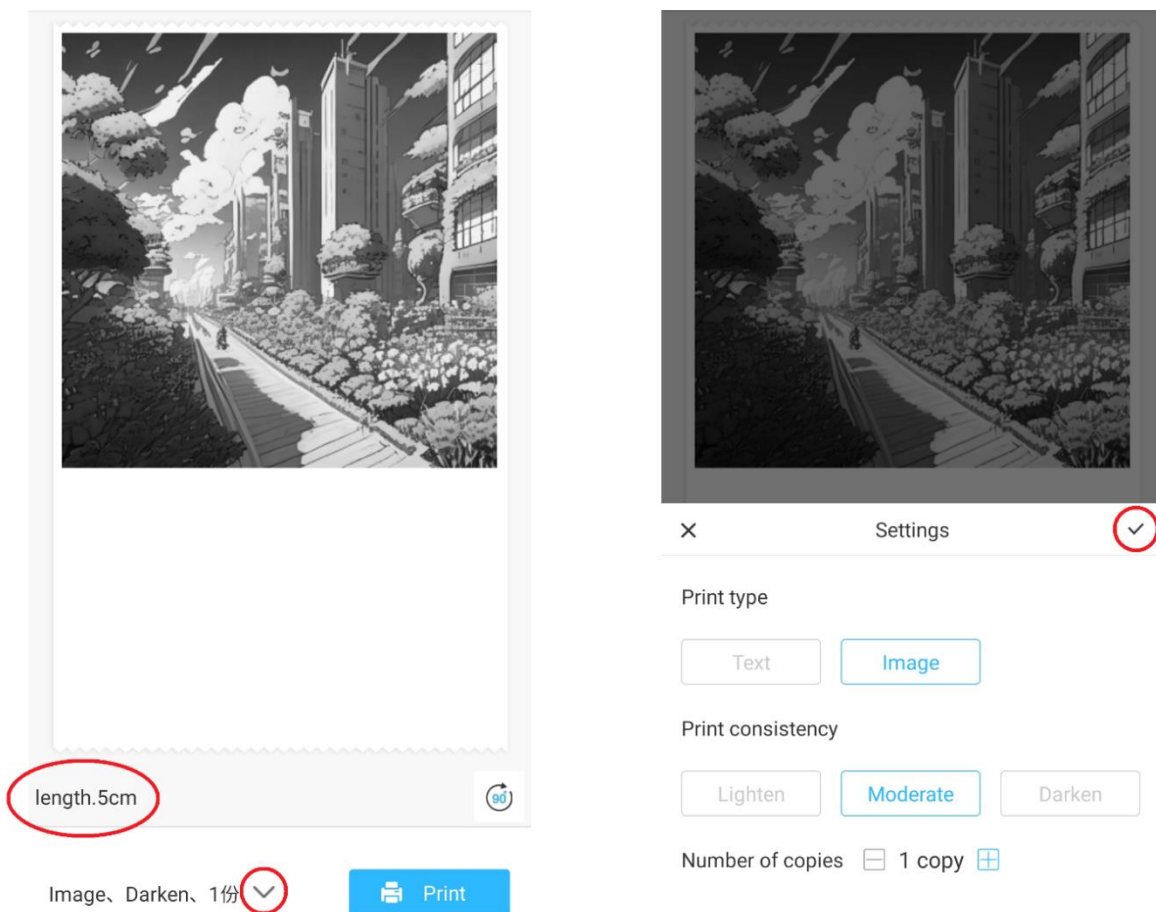 length.5cm
90°
Image、Darken、1份
Print
Settings
Print type
Text
Image
Print consistency
Lighten
Moderate
Darken
Number of copies
1 copy